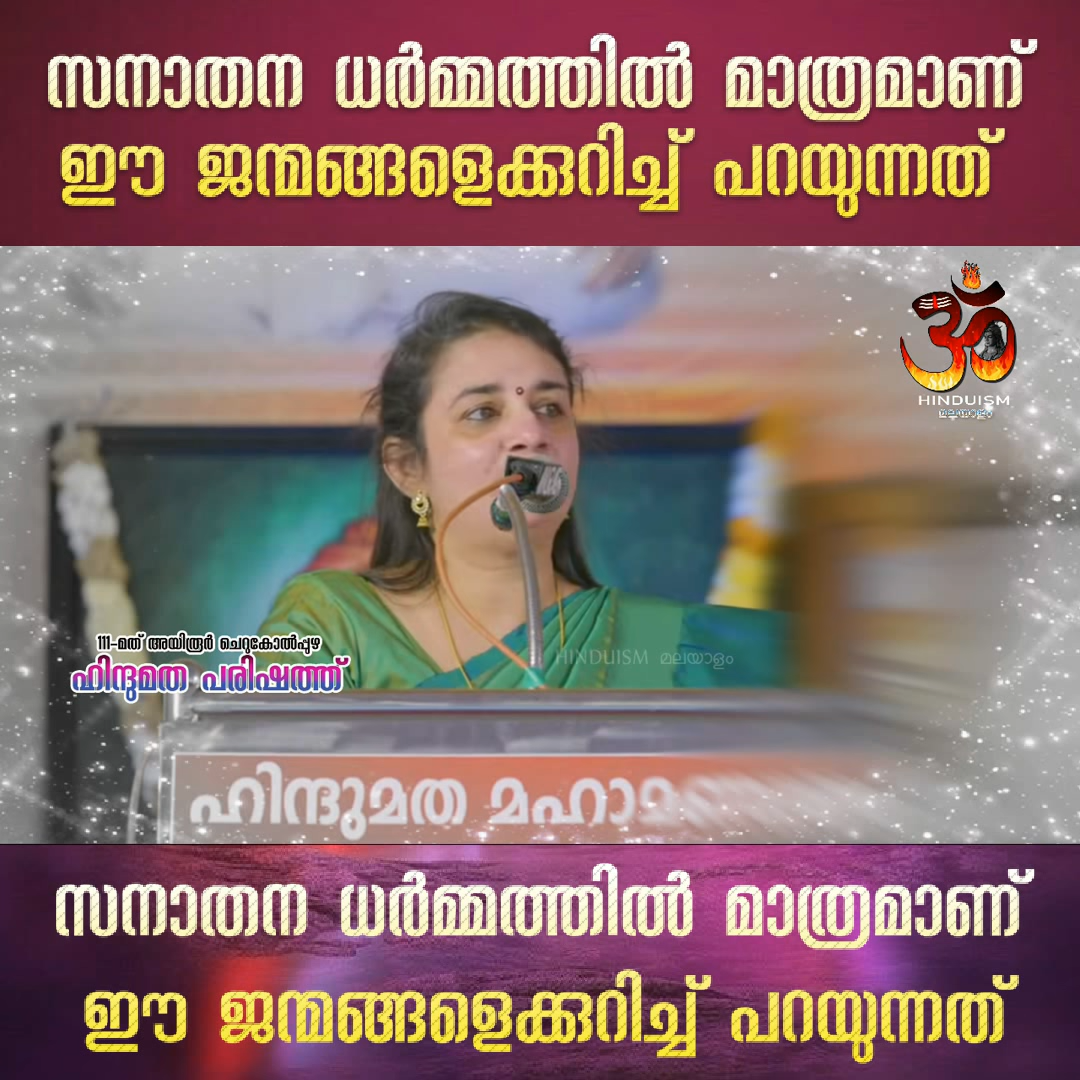 സനാതന ധർമ്മത്തിൽ മാത്രമാണ്
ഈ ജന്മങ്ങളെക്കുറിച്ച് പറയുന്നത്
HINDUISM
മലയാളം
111-മത് അയിരൂർ ചെറുകോൽപ്പുഴ
ഹിന്ദുമത പരിഷത്ത്
HINDUISM മലയാളം
ഹിന്ദുമത
സനാതന ധർമ്മത്തിൽ മാത്രമാണ്
ഈ ജന്മങ്ങളെക്കുറിച്ച് പറയുന്നത്